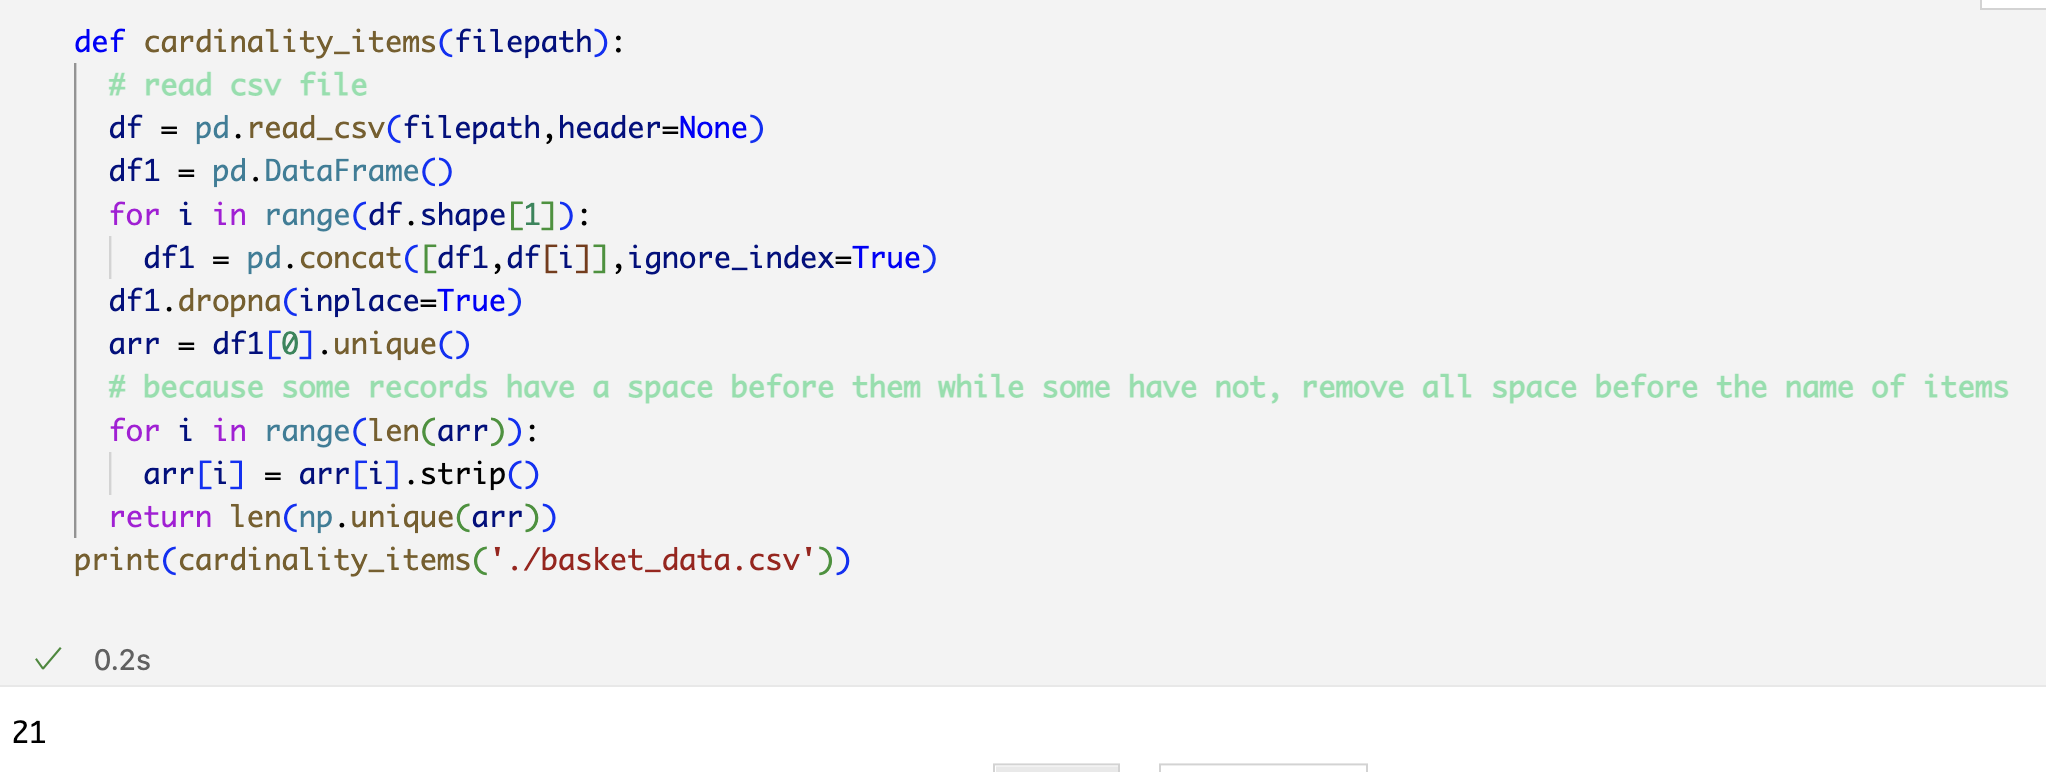 def cardinality_items(filepath):
# read csv file
df = pd.read_csv(filepath,header=None)
df1 = pd.DataFrame()
for i in range(df.shape[1]):
df1 = pd.concat([df1,df[i]],ignore_index=True)
df1.dropna(inplace=True)
arr = df1[0].unique()
# because some records have a space before them while some have not, remove all space before the name of items
for i in range(len(arr)):
arr[i] = arr[i].strip()
return len(np.unique(arr))
print(cardinality_items('./basket_data.csv'))
0.2s
21